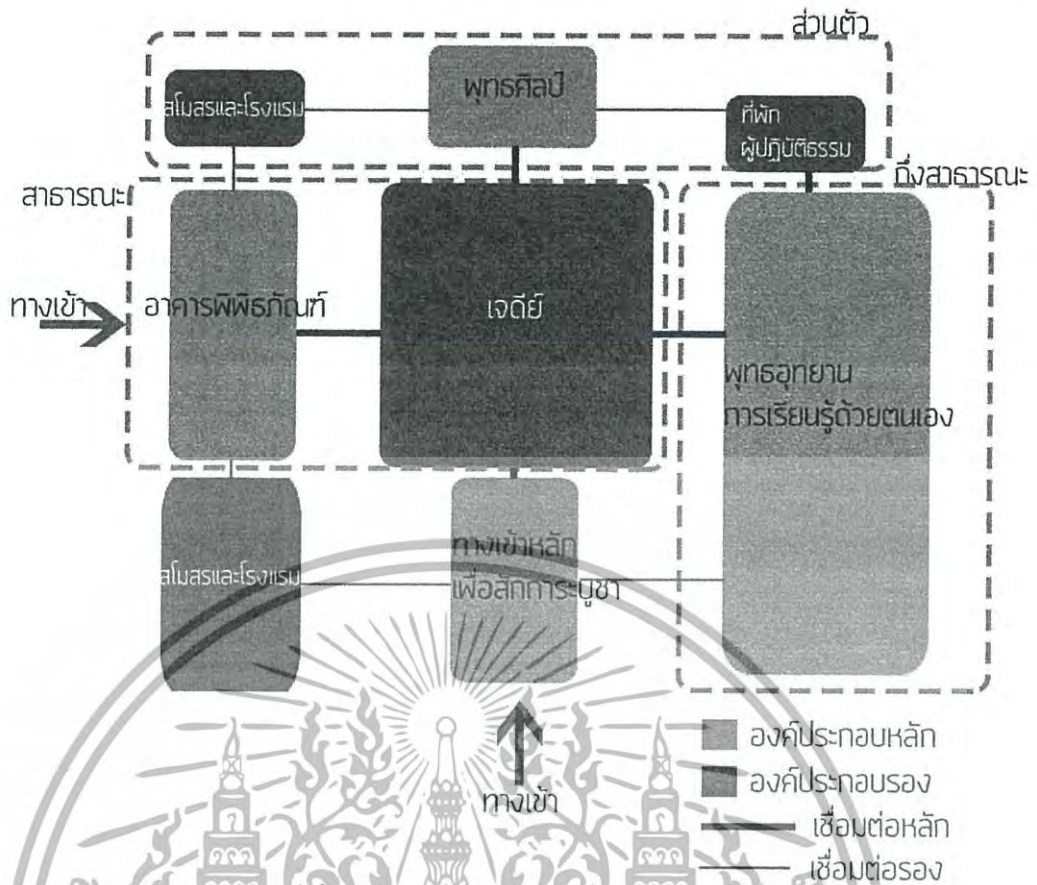 ส่วนตัว
สโมสรและโรงแรม
พุทธศิลป์
ที่พัก
ผู้ปฏิบัติธรรม
สาธารณะ
กึ่งสาธารณะ
ทางเข้า
อาคารพิพิธภัณฑ์
เจดีย์
พุทธอุทยาน
การเรียนรู้ด้วยตนเอง
สโมสรและโรงแรม
ทางเข้าหลัก
เพื่อสักการะบูชา
ทางเข้า
องค์ประกอบหลัก
องค์ประกอบรอง
เชื่อมต่อหลัก
เชื่อมต่อรอง